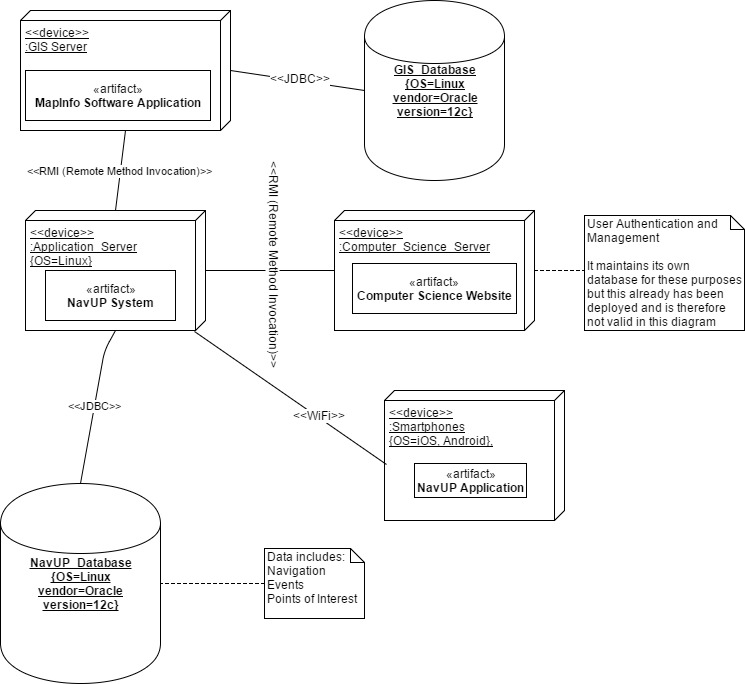 <<device>>
:GIS Server
«artifact»
MapInfo Software Application
<<JDBC>>
GIS_Database
{OS=Linux
vendor=Oracle
version=12c}
<<RMI (Remote Method Invocation)>>
<<RMI (Remote Method Invocation)>>
<<device>>
:Application_Server
{OS=Linux}
«artifact»
NavUP System
<<device>>
:Computer_Science_Server
«artifact»
Computer Science Website
User Authentication and
Management
It maintains its own
database for these purposes
but this already has been
deployed and is therefore
not valid in this diagram
<<JDBC>>
<<WiFi>>
<<device>>
:Smartphones
{OS=iOS, Android},
«artifact»
NavUP Application
NavUP_Database
{OS=Linux
vendor=Oracle
version=12c}
Data includes:
Navigation
Events
Points of Interest